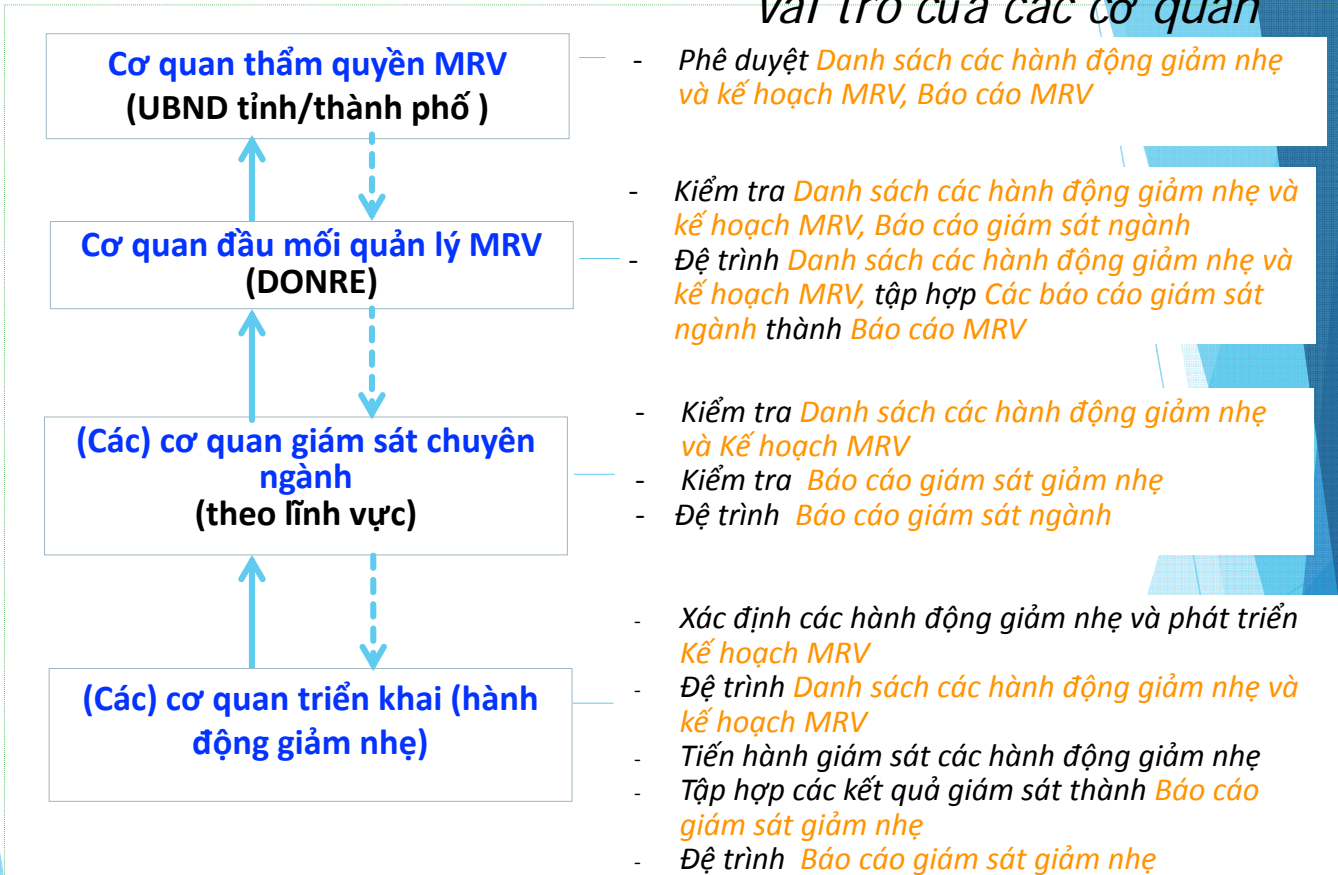 vai trò của các cơ quan
Cơ quan thẩm quyền MRV
(UBND tỉnh/thành phố )
- Phê duyệt Danh sách các hành động giảm nhẹ
và kế hoạch MRV, Báo cáo MRV
Cơ quan đầu mối quản lý MRV
(DONRE)
- Kiểm tra Danh sách các hành động giảm nhẹ và
kế hoạch MRV, Báo cáo giám sát ngành
- Đệ trình Danh sách các hành động giảm nhẹ và
kế hoạch MRV, tập hợp Các báo cáo giám sát
ngành thành Báo cáo MRV
(Các) cơ quan giám sát chuyên
ngành
(theo lĩnh vực)
- Kiểm tra Danh sách các hành động giảm nhẹ
và Kế hoạch MRV
- Kiểm tra Báo cáo giám sát giảm nhẹ
- Đệ trình Báo cáo giám sát ngành
(Các) cơ quan triển khai (hành
động giảm nhẹ)
- Xác định các hành động giảm nhẹ và phát triển
Kế hoạch MRV
- Đệ trình Danh sách các hành động giảm nhẹ và
kế hoạch MRV
- Tiến hành giám sát các hành động giảm nhẹ
- Tập hợp các kết quả giám sát thành Báo cáo
giám sát giảm nhẹ
- Đệ trình Báo cáo giám sát giảm nhẹ